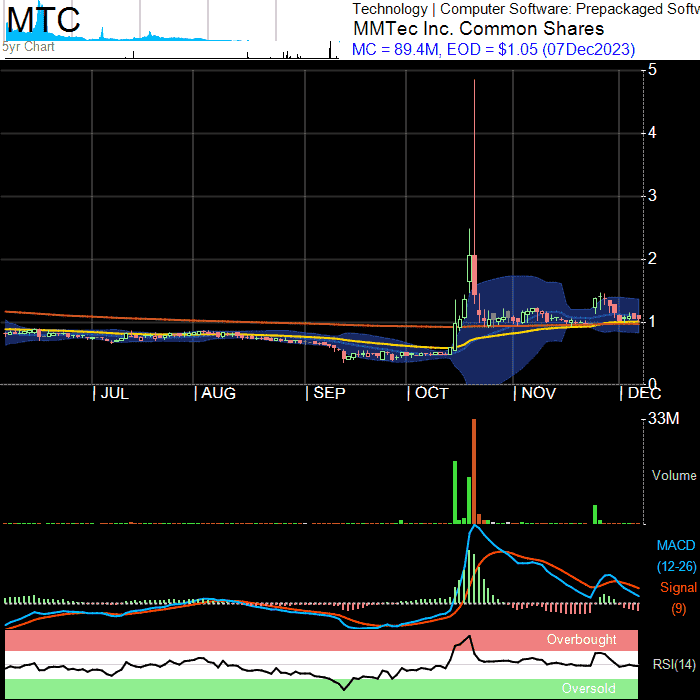 MTC
Technology | Computer Software: Prepackaged Softw
MMTec Inc. Common Shares
MC = 89.4M, EOD = $1.05 (07Dec2023)
5yr Chart
5
4
3
2
1
0
JUL
AUG
SEP
OCT
NOV
DEC
33M
Volume
MACD
(12-26)
Signal
(9)
Overbought
RSI(14)
Oversold